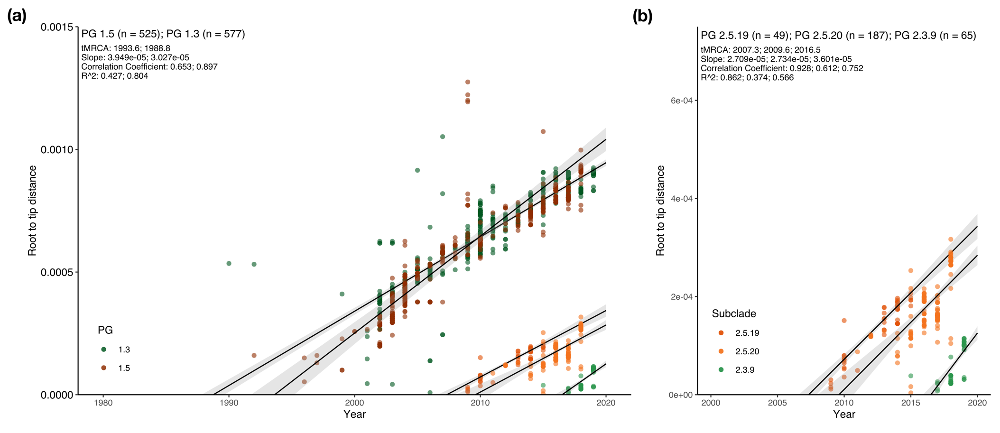 (a)
PG 1.5 (n = 525); PG 1.3 (n = 577)
tMRCA: 1993.6; 1988.8
Slope: 3.949e-05; 3.027e-05
Correlation Coefficient: 0.653; 0.897
R^2: 0.427; 0.804
0.0015
0.0010
0.0005
0.0000
Root to tip distance
PG
1.3
1.5
1980
1990
2000
2010
2020
Year
(b)
PG 2.5.19 (n = 49); PG 2.5.20 (n = 187); PG 2.3.9 (n = 65)
tMRCA: 2007.3; 2009.6; 2016.5
Slope: 2.709e-05; 2.734e-05; 3.601e-05
Correlation Coefficient: 0.928; 0.612; 0.752
R^2: 0.862; 0.374; 0.566
6e-04
4e-04
2e-04
0e+00
Root to tip distance
Subclade
2.5.19
2.5.20
2.3.9
2000
2005
2010
2015
2020
Year